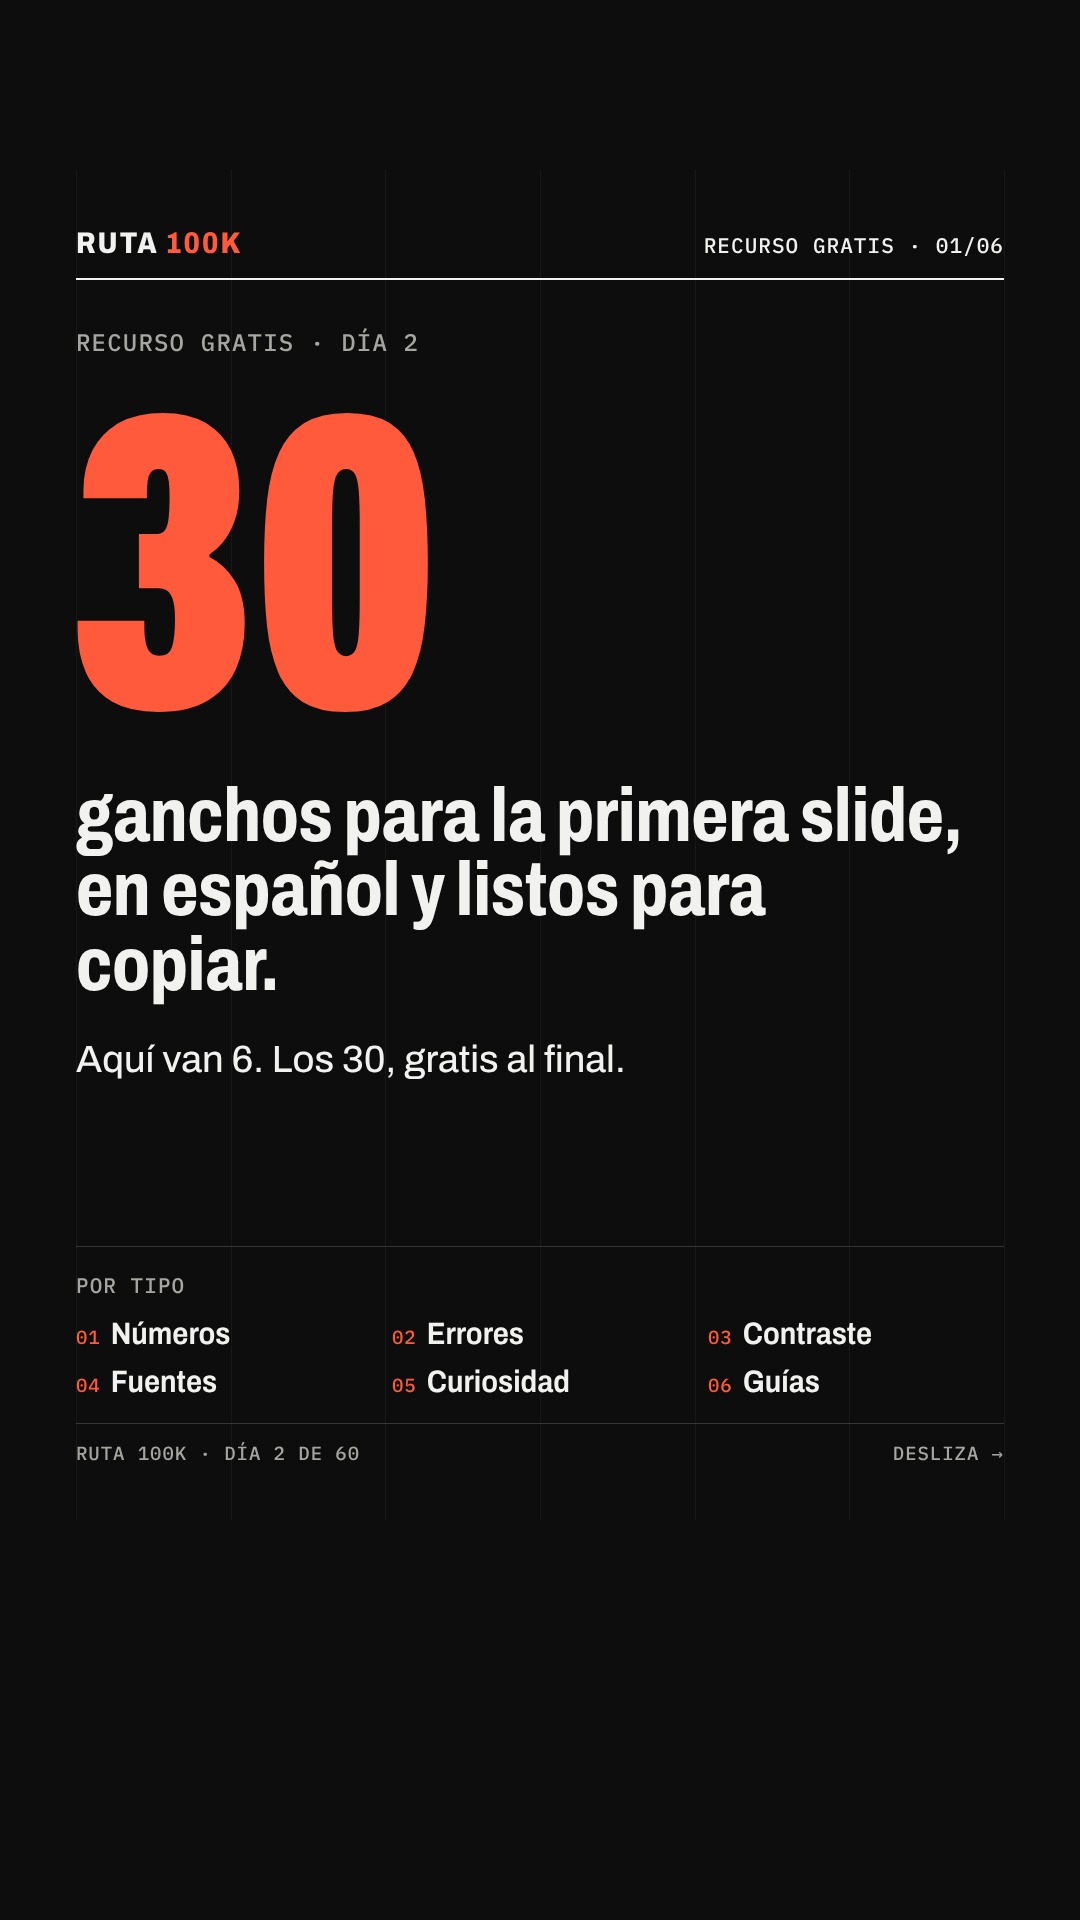 RUTA 100K
RECURSO GRATIS · 01/06
RECURSO GRATIS · DÍA 2
30
ganchos para la primera slide,
en español y listos para
copiar.
Aquí van 6. Los 30, gratis al final.
POR TIPO
01 Números
02 Errores
03 Contraste
04 Fuentes
05 Curiosidad
06 Guías
RUTA 100K · DÍA 2 DE 60
DESLIZA →